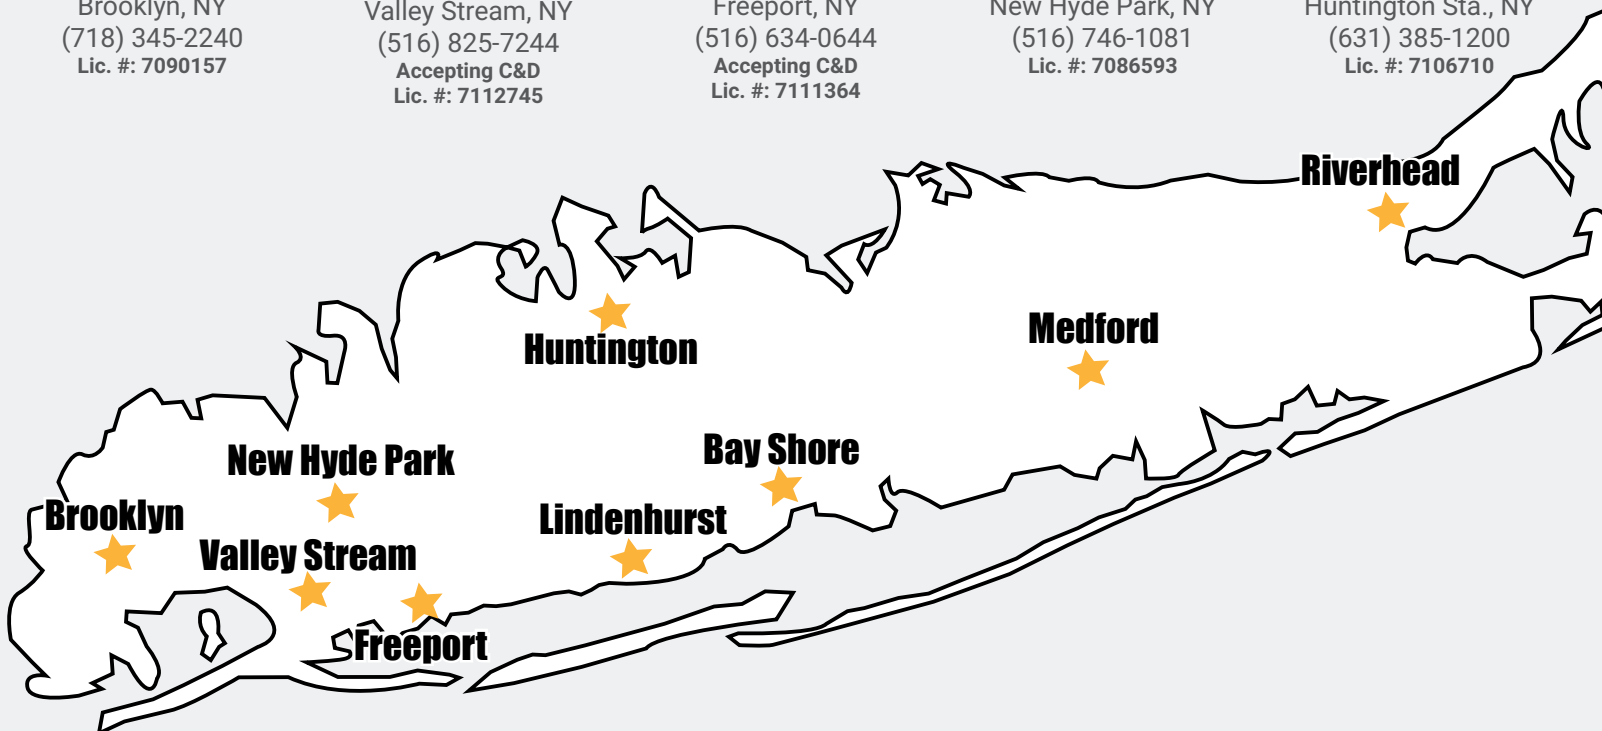 Brooklyn, NY
(718) 345-2240
Lic. #: 7090157
Valley Stream, NY
(516) 825-7244
Accepting C&D
Lic. #: 7112745
Freeport, NY
(516) 634-0644
Accepting C&D
Lic. #: 7111364
New Hyde Park, NY
(516) 746-1081
Lic. #: 7086593
Huntington Sta., NY
(631) 385-1200
Lic. #: 7106710
Riverhead
Huntington
Medford
New Hyde Park
Bay Shore
Brooklyn
Lindenhurst
Valley Stream
Freeport